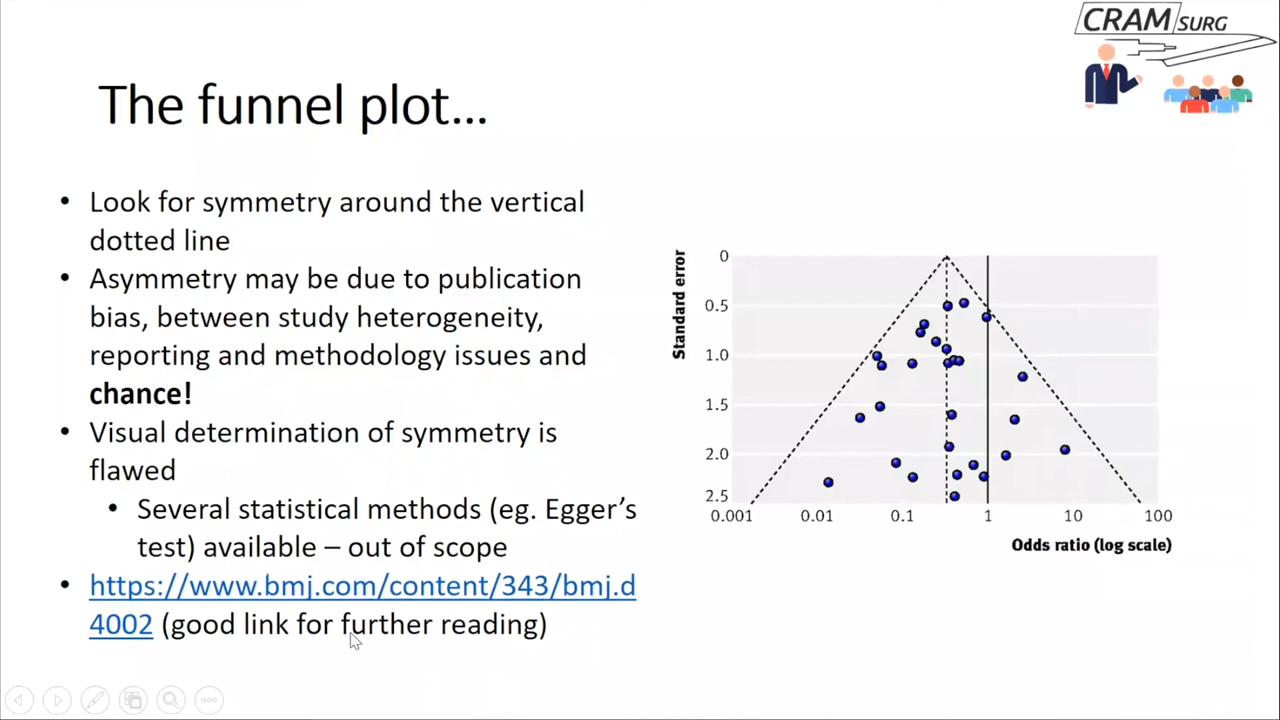 CRAM SURG
The funnel plot...
• Look for symmetry around the vertical
dotted line
• Asymmetry may be due to publication
bias, between study heterogeneity,
reporting and methodology issues and
chance!
• Visual determination of symmetry is
flawed
• Several statistical methods (eg. Egger's
test) available – out of scope
• https://www.bmj.com/content/343/bmj.d
4002 (good link for further reading)
Standard error
0
0.5
1.0
1.5
2.0
2.5
0.001 0.01 0.1 1 10 100
Odds ratio (log scale)